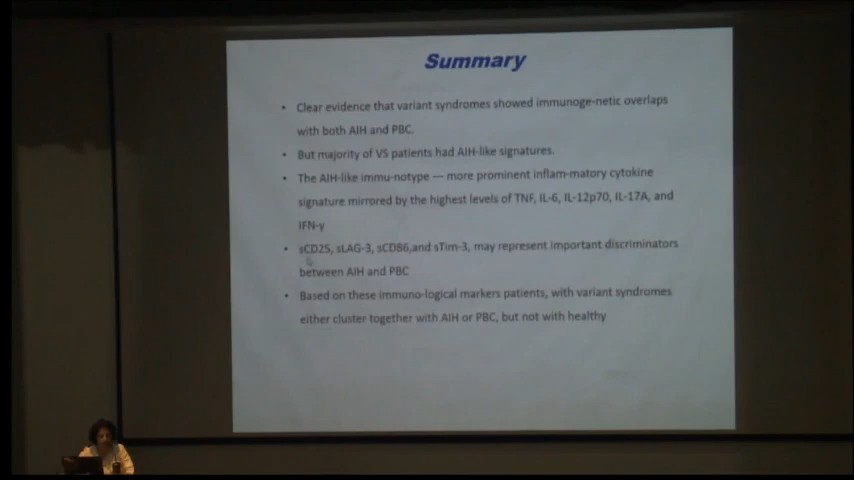 Summary
• Clear evidence that variant syndromes showed immunoge-netic overlaps
with both AIH and PBC.
• But majority of VS patients had AIH-like signatures.
• The AIH-like immu-notype — more prominent inflam-matory cytokine
signature mirrored by the highest levels of TNF, IL-6, IL-12p70, IL-17A, and
IFN-γ
• sCD25, sLAG-3, sCD86,and sTim-3, may represent important discriminators
between AIH and PBC
• Based on these immuno-logical markers patients, with variant syndromes
either cluster together with AIH or PBC, but not with healthy